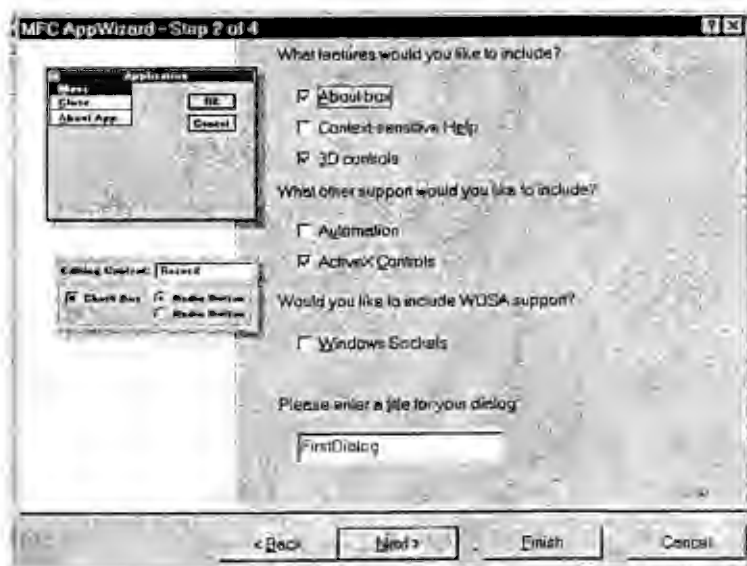 MFC AppWizard - Step 2 of 4
What features would you like to include?
Application
Close
About App
OK
Cancel
About box
Context-sensitive Help
3D controls
What other support would you like to include?
Automation
ActiveX Controls
Editing Control: Record
Check Box
Radio Button
Radio Button
Would you like to include WOSA support?
Windows Sockets
Please enter a title for your dialog
FirstDialog
< Back
Next >
Finish
Cancel